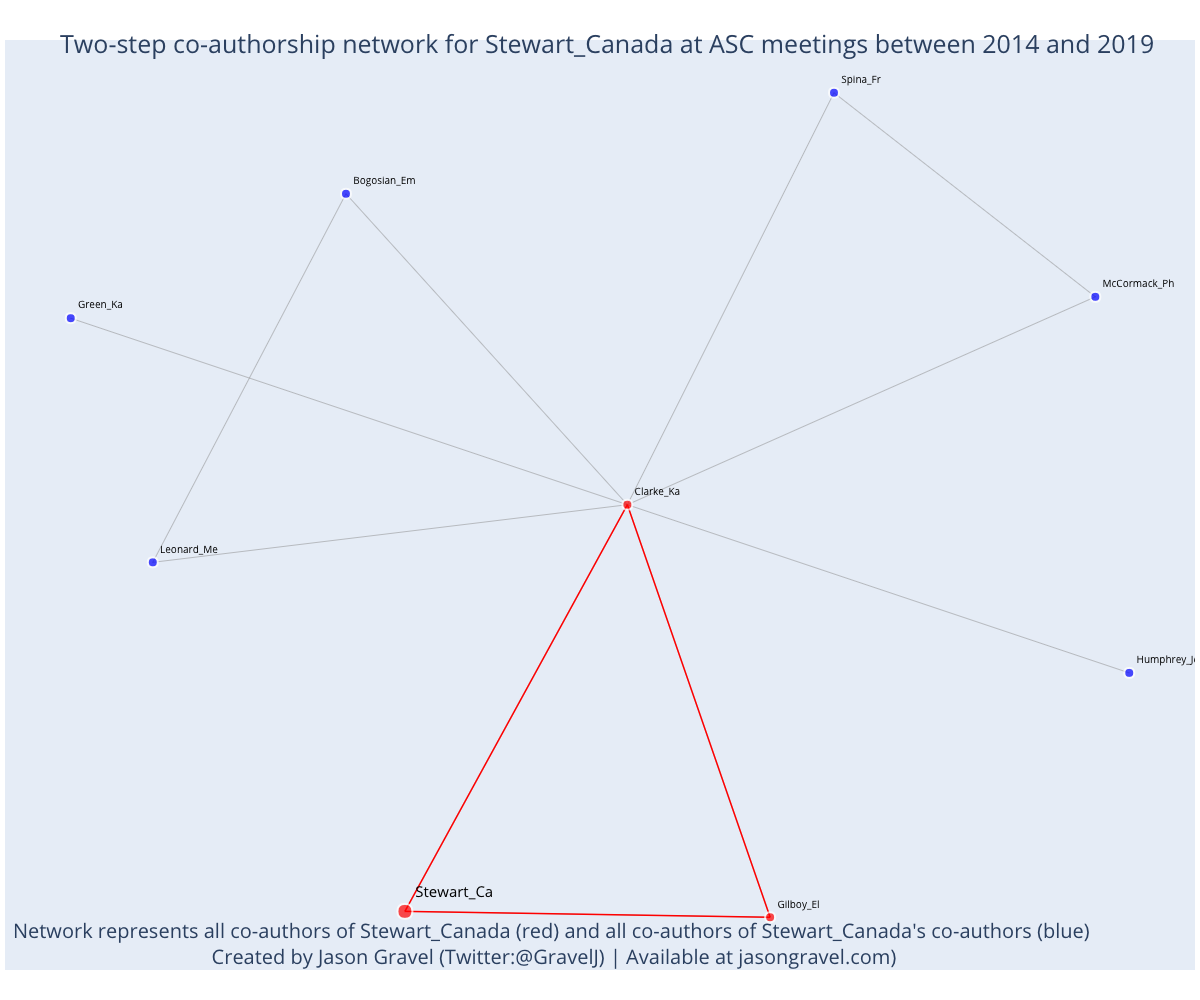 Two-step co-authorship network for Stewart_Canada at ASC meetings between 2014 and 2019
Spina_Fr
Bogosian_Em
McCormack_Ph
Green_Ka
Clarke_Ka
Leonard_Me
Stewart_Ca
Gilboy_El
Network represents all co-authors of Stewart_Canada (red) and all co-authors of Stewart_Canada's co-authors (blue)
Created by Jason Gravel (Twitter:@GravelJ) | Available at jasongravel.com)